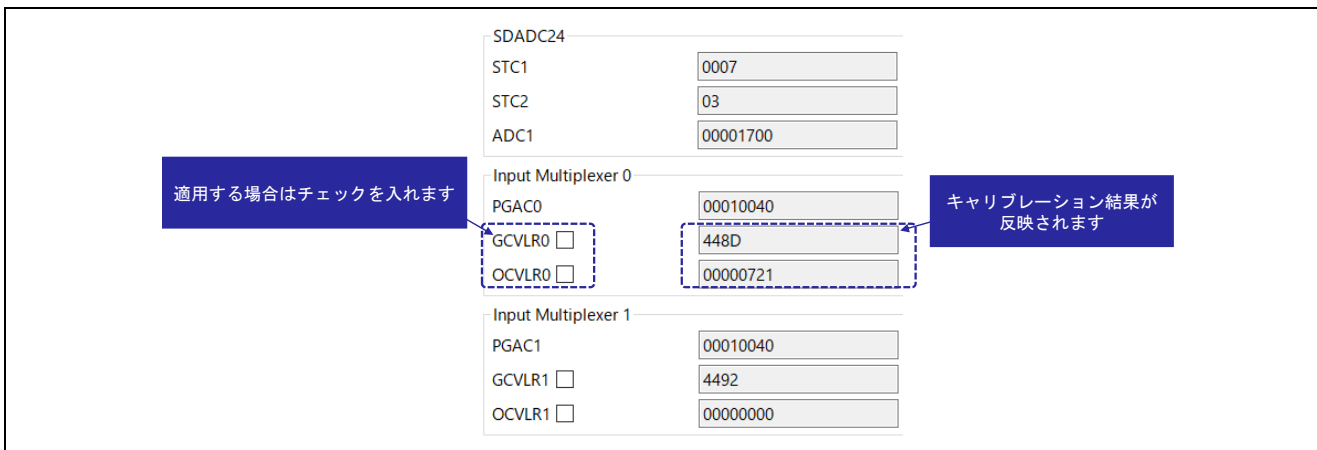 SDADC24
STC1 0007
STC2 03
ADC1 00001700
適用する場合はチェックを入れます
Input Multiplexer 0
PGAC0 00010040
GCVLR0 448D
OCVLR0 00000721
キャリブレーション結果が
反映されます
Input Multiplexer 1
PGAC1 00010040
GCVLR1 4492
OCVLR1 00000000